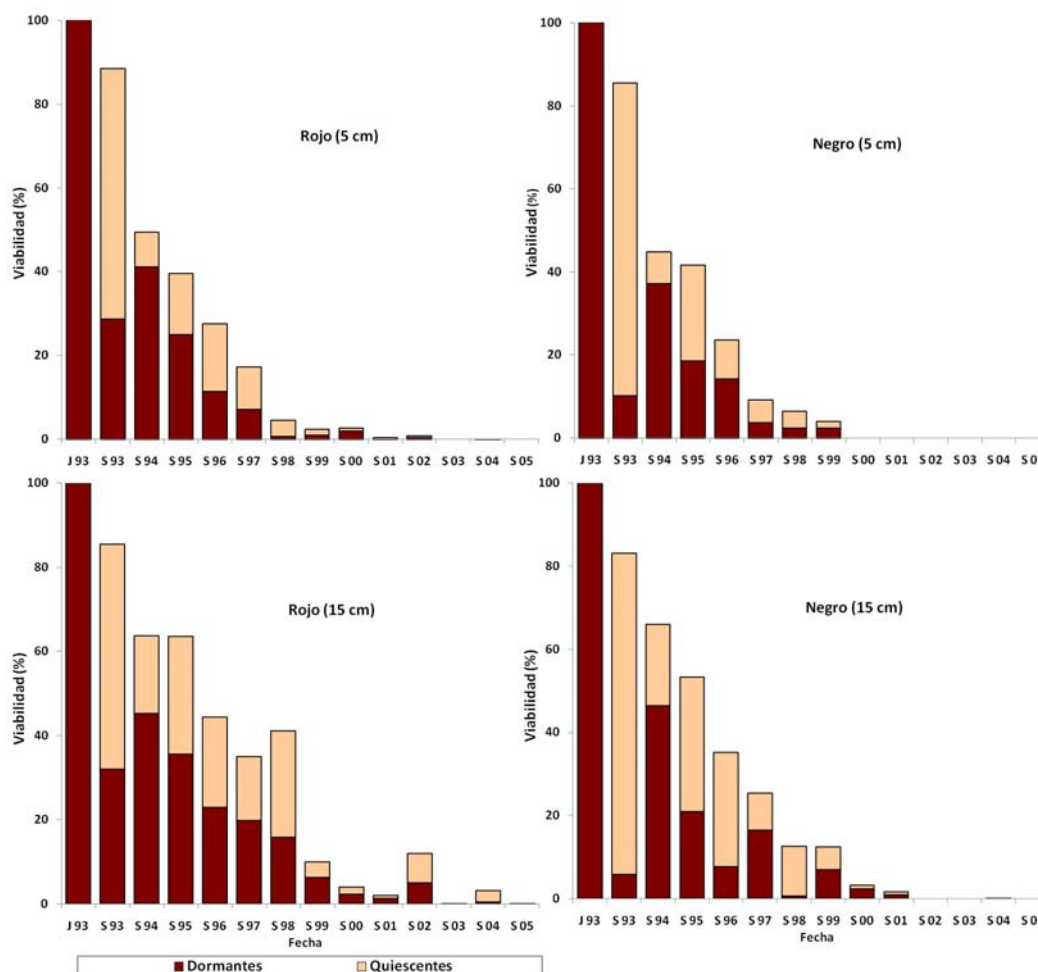 100
80
60
40
20
0
Viabilidad (%)
Rojo (5 cm)
J 93 S 93 S 94 S 95 S 96 S 97 S 98 S 99 S 00 S 01 S 02 S 03 S 04 S 05
100
80
60
40
20
0
Viabilidad (%)
Negro (5 cm)
J 93 S 93 S 94 S 95 S 96 S 97 S 98 S 99 S 00 S 01 S 02 S 03 S 04 S 0
100
80
60
40
20
0
Viabilidad (%)
Rojo (15 cm)
J 93 S 93 S 94 S 95 S 96 S 97 S 98 S 99 S 00 S 01 S 02 S 03 S 04 S 05
Fecha
100
80
60
40
20
0
Viabilidad (%)
Negro (15 cm)
J 93 S 93 S 94 S 95 S 96 S 97 S 98 S 99 S 00 S 01 S 02 S 03 S 04 S 0
Fecha
Dormantes Quiescentes